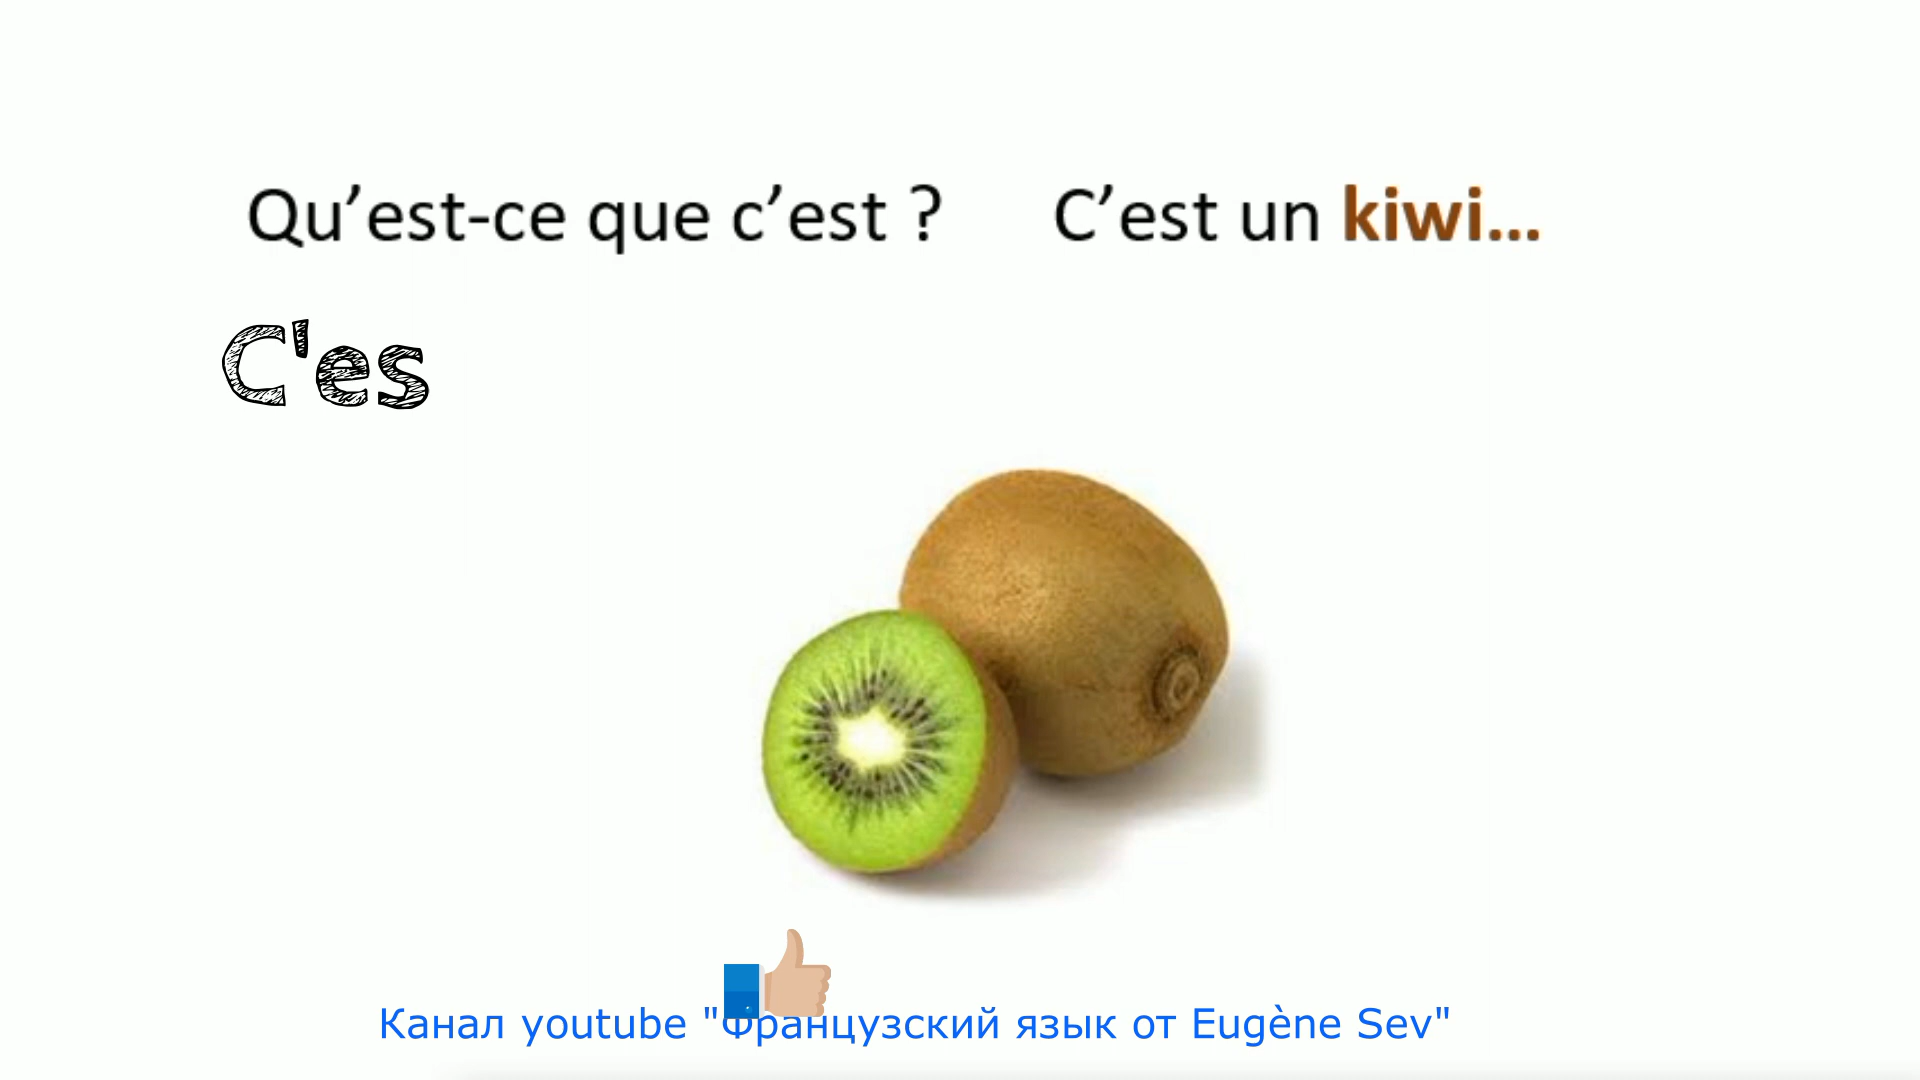 Qu’est-ce que c’est ? C’est un kiwi...
C'es
Канал youtube "Французский язык от Eugène Sev"